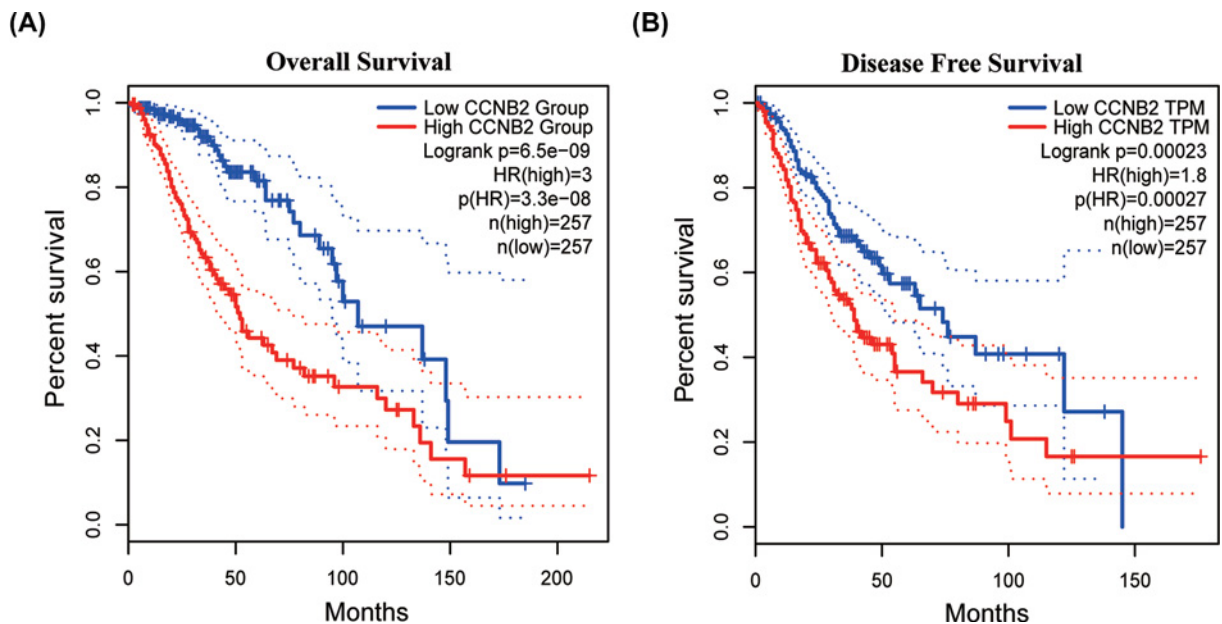 (A)
Overall Survival
Low CCNB2 Group
High CCNB2 Group
Logrank p=6.5e−09
HR(high)=3
p(HR)=3.3e−08
n(high)=257
n(low)=257
Percent survival
1.0
0.8
0.6
0.4
0.2
0.0
0 50 100 150 200
Months
(B)
Disease Free Survival
Low CCNB2 TPM
High CCNB2 TPM
Logrank p=0.00023
HR(high)=1.8
p(HR)=0.00027
n(high)=257
n(low)=257
Percent survival
1.0
0.8
0.6
0.4
0.2
0.0
0 50 100 150
Months